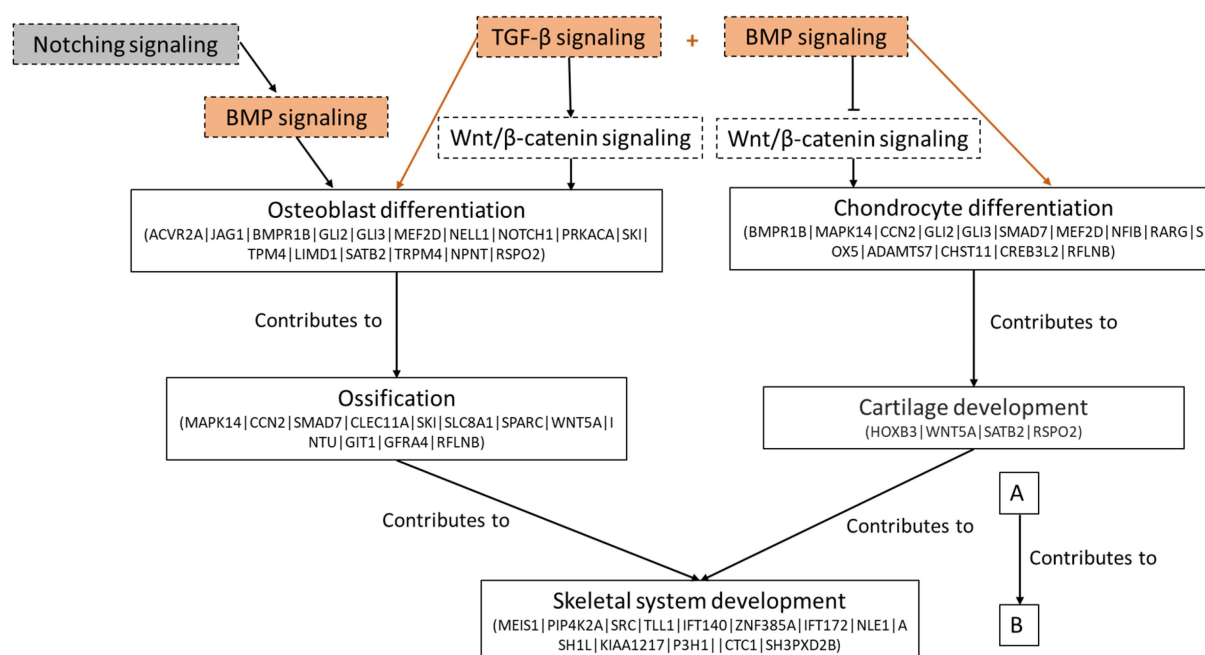 Notching signaling
TGF-β signaling
+
BMP signaling
BMP signaling
Wnt/β-catenin signaling
Wnt/β-catenin signaling
Osteoblast differentiation
(ACVR2A|JAG1|BMPR1B|GLI2|GLI3|MEF2D|NELL1|NOTCH1|PRKACA|SKI|
TPM4|LIMD1|SATB2|TRPM4|NPNT|RSPO2)
Chondrocyte differentiation
(BMPR1B|MAPK14|CCN2|GLI2|GLI3|SMAD7|MEF2D|NFIB|RARG|S
OX5|ADAMTS7|CHST11|CREB3L2|RFLNB)
Contributes to
Contributes to
Ossification
(MAPK14|CCN2|SMAD7|CLEC11A|SKI|SLC8A1|SPARC|WNT5A|I
NTU|GIT1|GFRA4|RFLNB)
Cartilage development
(HOXB3|WNT5A|SATB2|RSPO2)
Contributes to
Contributes to
A
Contributes to
B
Skeletal system development
(MEIS1|PIP4K2A|SRC|TLL1|IFT140|ZNF385A|IFT172|NLE1|A
SH1L|KIAA1217|P3H1||CTC1|SH3PXD2B)